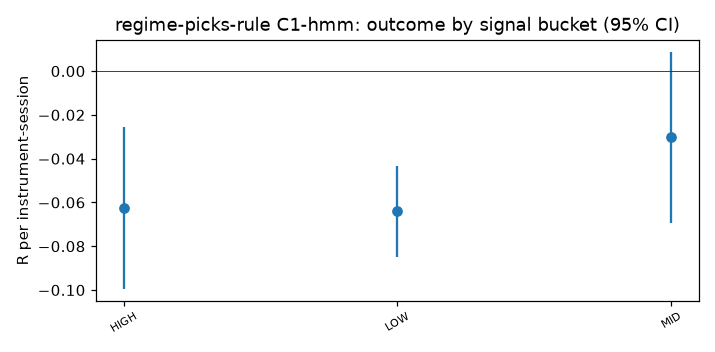 regime-picks-rule C1-hmm: outcome by signal bucket (95% CI)
R per instrument-session
0.00
−0.02
−0.04
−0.06
−0.08
−0.10
HIGH
LOW
MID